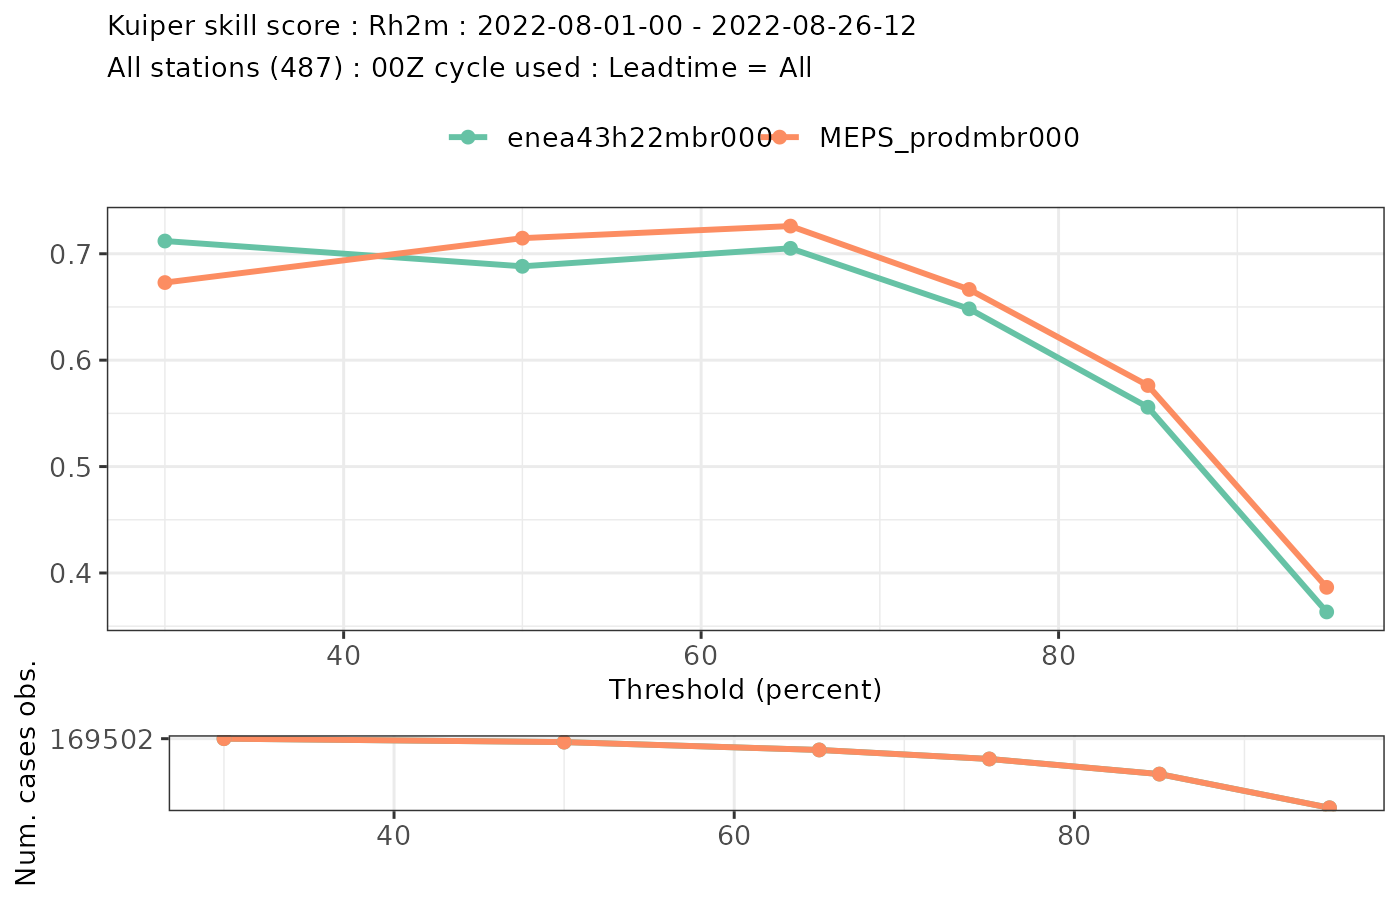 Kuiper skill score : Rh2m : 2022-08-01-00 - 2022-08-26-12
All stations (487) : 00Z cycle used : Leadtime = All
enea43h22mbr000 MEPS_prodmbr000
0.7
0.6
0.5
0.4
40 60 80
Threshold (percent)
Num. cases obs.
169502
40 60 80